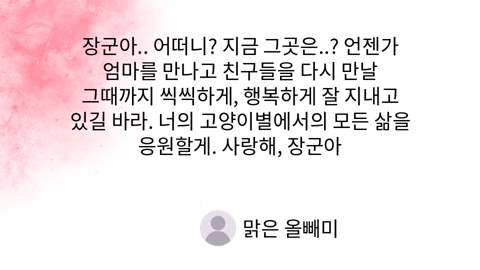 장군아.. 어떠니? 지금 그곳은..? 언젠가
엄마를 만나고 친구들을 다시 만날
그때까지 씩씩하게, 행복하게 잘 지내고
있길 바라. 너의 고양이별에서의 모든 삶을
응원할게. 사랑해, 장군아
맑은 올빼미